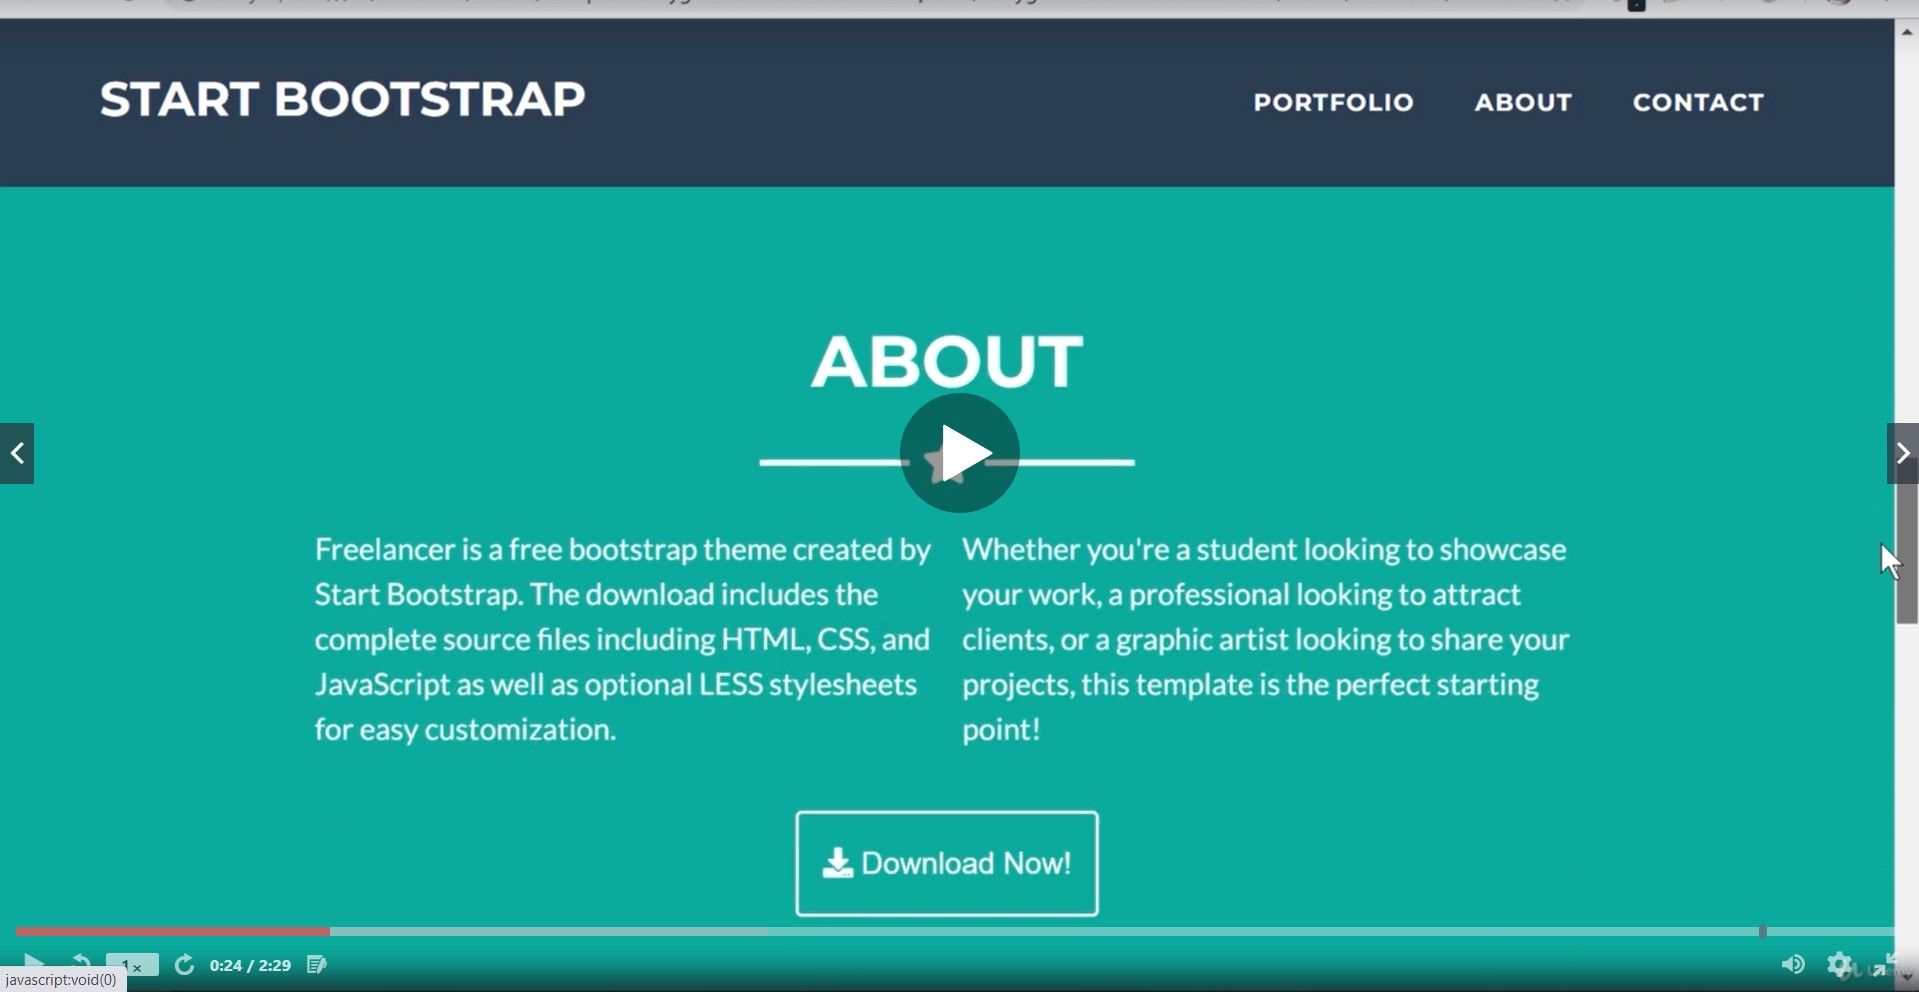 START BOOTSTRAP
PORTFOLIO ABOUT CONTACT
ABOUT
Freelancer is a free bootstrap theme created by
Start Bootstrap. The download includes the
complete source files including HTML, CSS, and
JavaScript as well as optional LESS stylesheets
for easy customization.
Whether you're a student looking to showcase
your work, a professional looking to attract
clients, or a graphic artist looking to share your
projects, this template is the perfect starting
point!
Download Now!
1x
0:24 / 2:29
javascript:void(0)